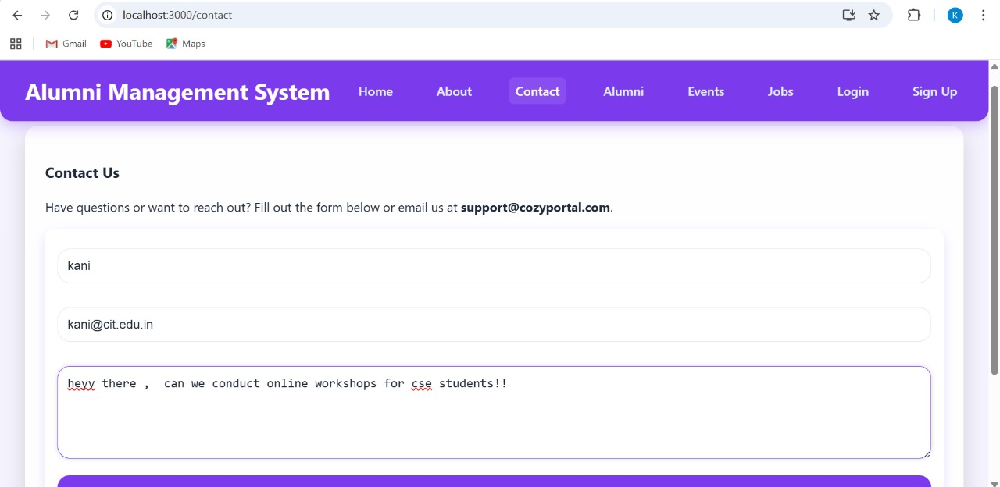 localhost:3000/contact
K
Gmail YouTube Maps
Alumni Management System Home About Contact Alumni Events Jobs Login Sign Up
Contact Us
Have questions or want to reach out? Fill out the form below or email us at support@cozyportal.com.
kani
kani@cit.edu.in
heyy there ,  can we conduct online workshops for cse students!!